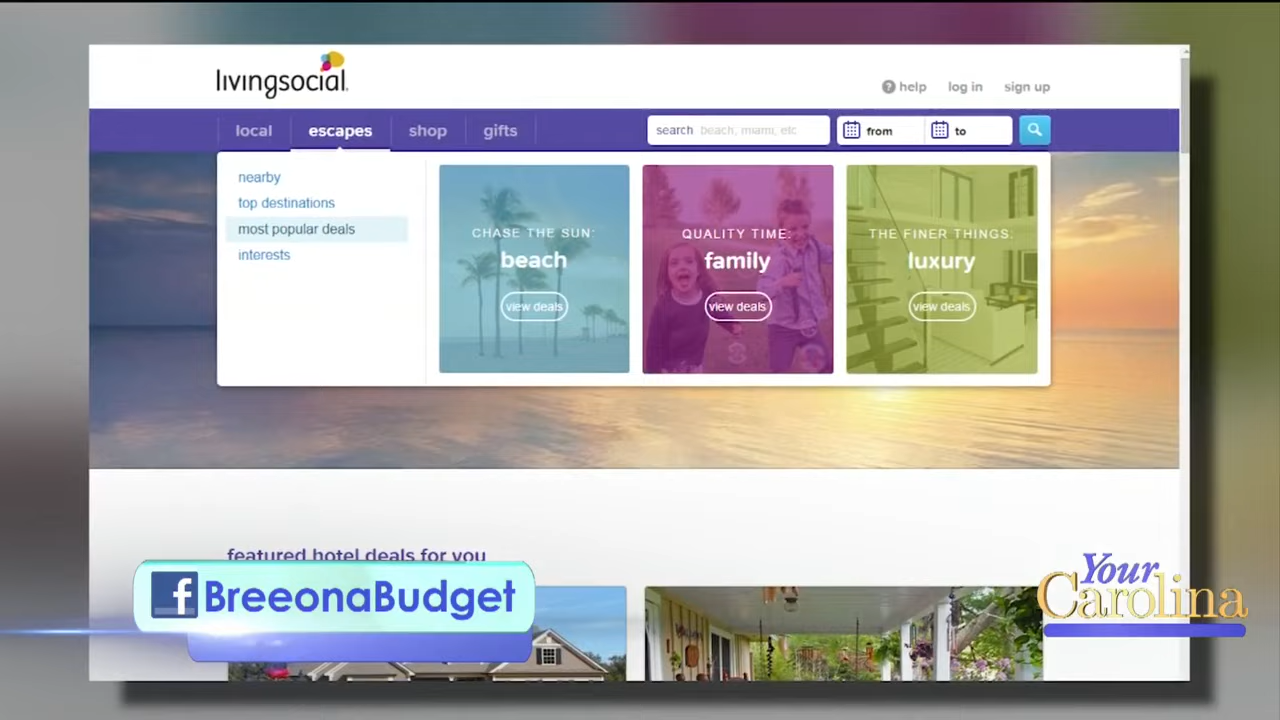 livingsocial.
? help log in sign up
local escapes shop gifts
search beach, miami, etc
from
to
nearby
top destinations
most popular deals
interests
CHASE THE SUN:
beach
view deals
QUALITY TIME:
family
view deals
THE FINER THINGS:
luxury
view deals
featured hotel deals for you
f BreeonaBudget
Your
Carolina